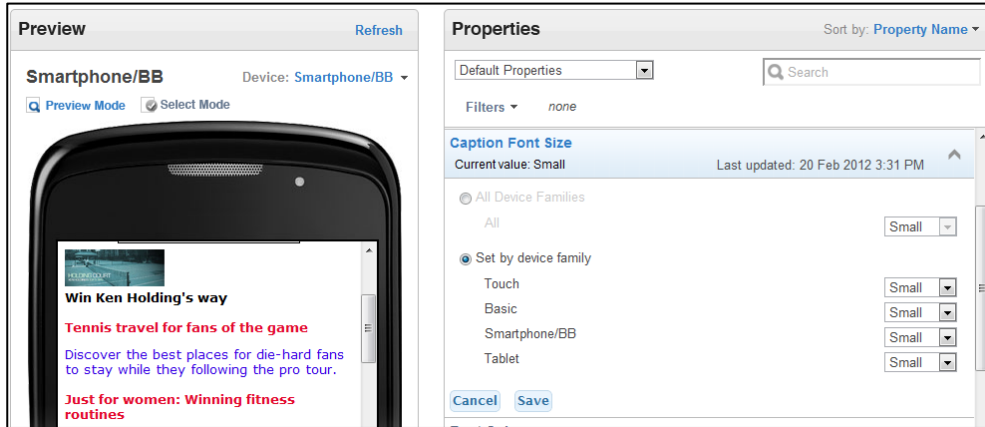 Preview
Refresh
Smartphone/BB
Device: Smartphone/BB
Preview Mode
Select Mode
HOLDING COURT
Win Ken Holding's way
Tennis travel for fans of the game
Discover the best places for die-hard fans
to stay while they following the pro tour.
Just for women: Winning fitness
routines
Properties
Sort by: Property Name
Default Properties
Search
Filters
none
Caption Font Size
Current value: Small
Last updated: 20 Feb 2012 3:31 PM
All Device Families
All
Small
Set by device family
Touch
Small
Basic
Small
Smartphone/BB
Small
Tablet
Small
Cancel
Save